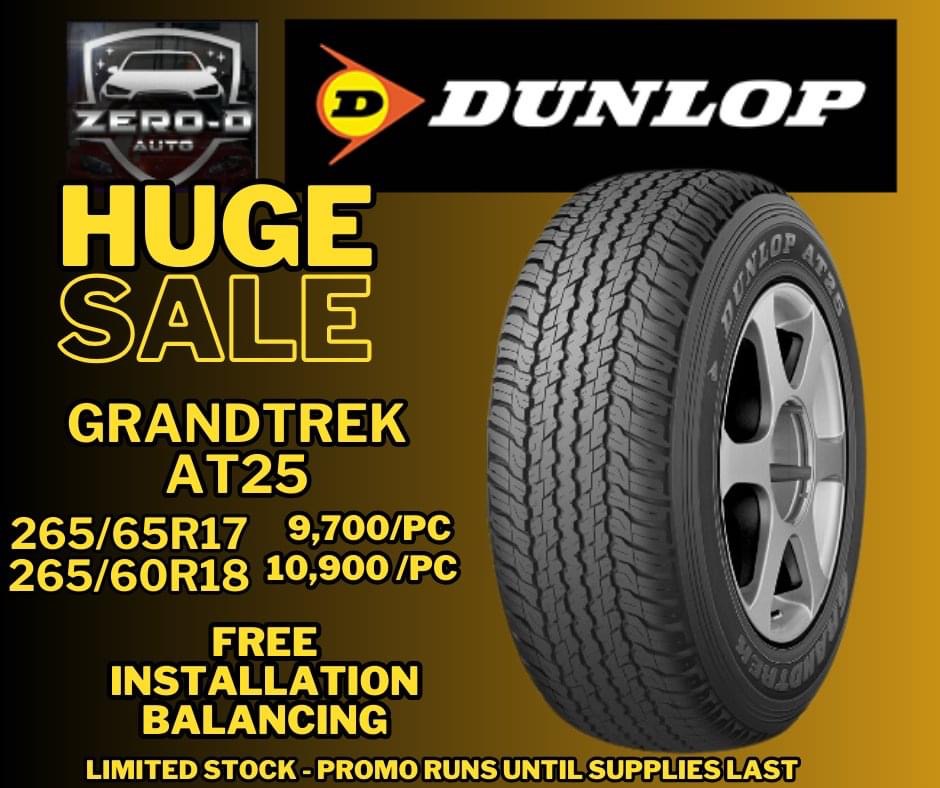 ZERO-D
AUTO
D DUNLOP
HUGE
SALE
DUNLOP AT25
GRANDTREK
GRANDTREK
AT25
265/65R17 9,700/PC
265/60R18 10,900 /PC
FREE
INSTALLATION
BALANCING
LIMITED STOCK - PROMO RUNS UNTIL SUPPLIES LAST